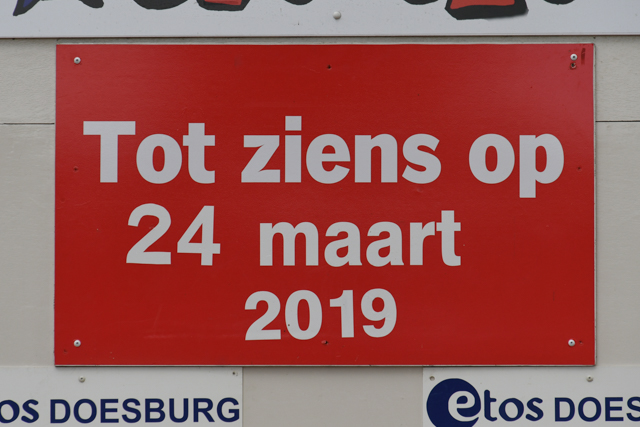 Tot ziens op
24 maart
2019
os DOESBURG
etos DOES